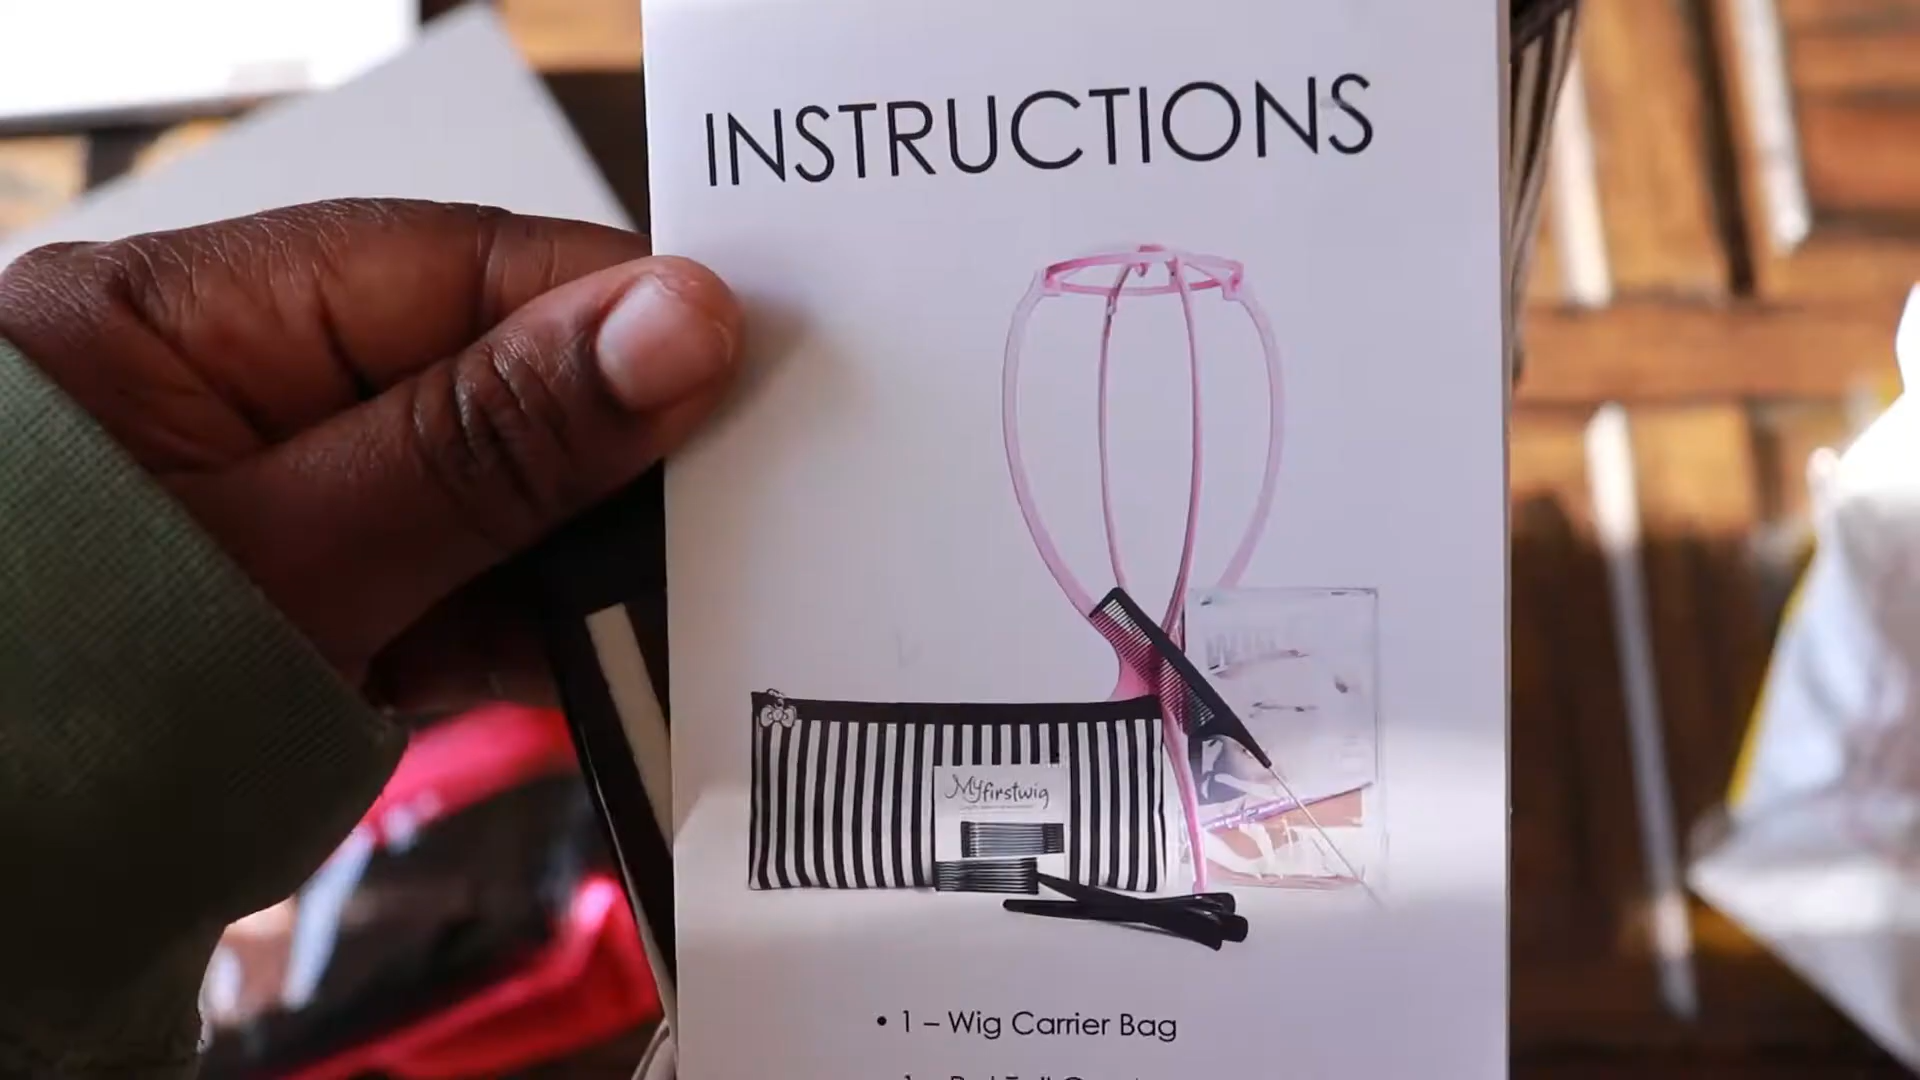 INSTRUCTIONS
Myfirstwig
• 1 – Wig Carrier Bag